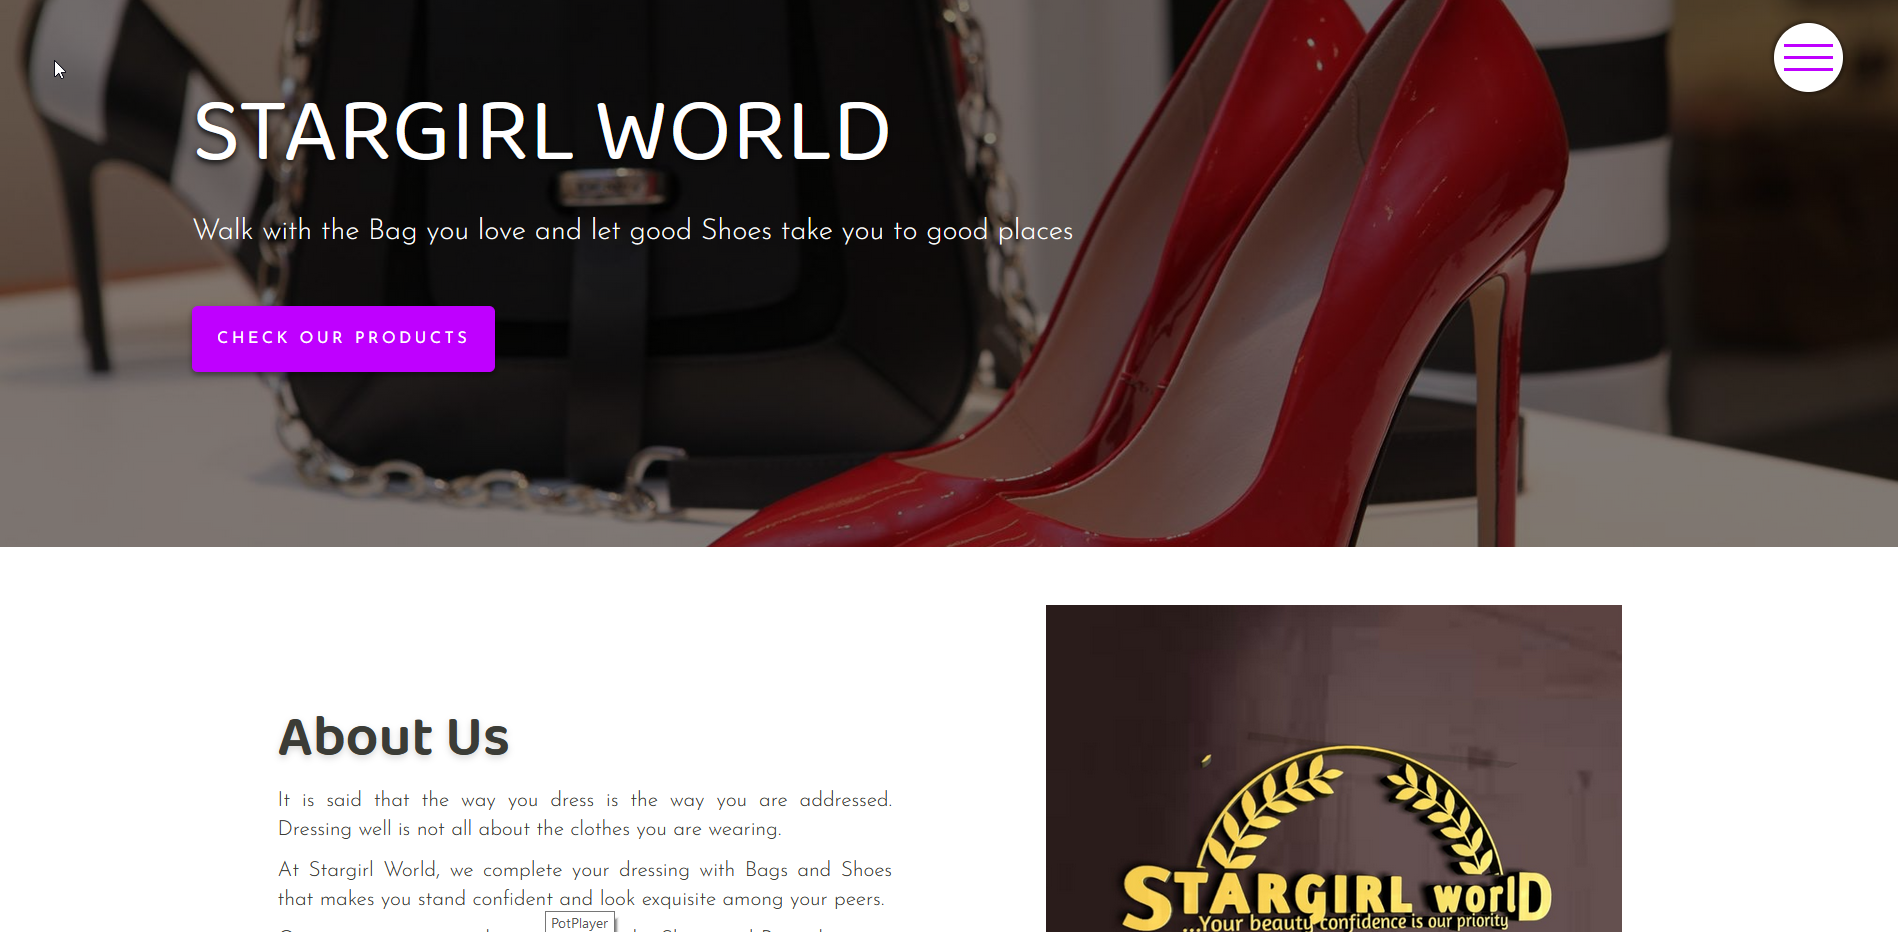 STARGIRL WORLD
Walk with the Bag you love and let good Shoes take you to good places
CHECK OUR PRODUCTS
About Us
It is said that the way you dress is the way you are addressed.
Dressing well is not all about the clothes you are wearing.
At Stargirl World, we complete your dressing with Bags and Shoes
that makes you stand confident and look exquisite among your peers.
PotPlayer
STARGIRL worlD
...Your beauty confidence is our priority